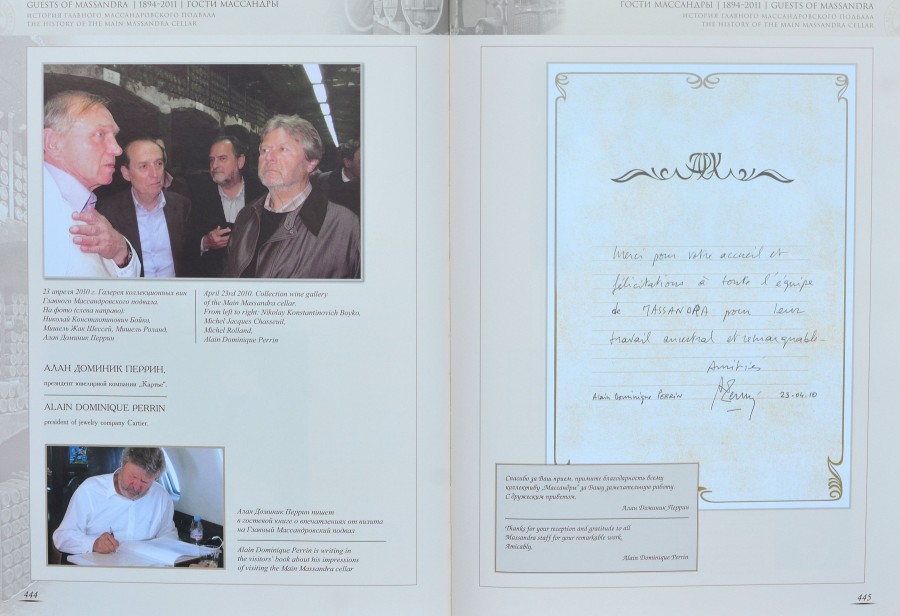 GUESTS OF MASSANDRA | 1894–2011 | ГОСТИ МАССАНДРЫ
ИСТОРИЯ ГЛАВНОГО МАССАНДРОВСКОГО ПОДВАЛА
THE HISTORY OF THE MAIN MASSANDRA CELLAR
23 апреля 2010 г. Галерея коллекционных вин
Главного Массандровского подвала.
На фото (слева направо):
Николай Константинович Бойко,
Мишель Жак Шессей, Мишель Роллан,
Алан Доминик Перрин
April 23rd 2010. Collection wine gallery
of the Main Massandra cellar.
From left to right: Nikolay Konstantinovich Boyko,
Michel Jacques Chasseuil,
Michel Rolland,
Alain Dominique Perrin
АЛАН ДОМИНИК ПЕРРИН,
президент ювелирной компании „Картье".
ALAIN DOMINIQUE PERRIN
president of jewelry company Cartier.
Алан Доминик Перрин пишет
в гостевой книге о впечатлениях от визита
на Главный Массандровский подвал
Alain Dominique Perrin is writing in
the visitors' book about his impressions
of visiting the Main Massandra cellar
444
ГОСТИ МАССАНДРЫ | 1894–2011 | GUESTS OF MASSANDRA
ИСТОРИЯ ГЛАВНОГО МАССАНДРОВСКОГО ПОДВАЛА
THE HISTORY OF THE MAIN MASSANDRA CELLAR
Merci pour votre accueil et
félicitations à toute l'équipe
de MASSANDRA pour leur
travail ancestral et remarquable.
Amitiés
Alain Dominique PERRIN 23.04.10
Спасибо за Ваш прием, примите благодарность всему
коллективу „Массандры" за Вашу замечательную работу.
С дружеским приветом,
Алан Доминик Перрин
Thanks for your reception and gratitude to all
Massandra staff for your remarkable work,
Amicably,
Alain Dominique Perrin
445